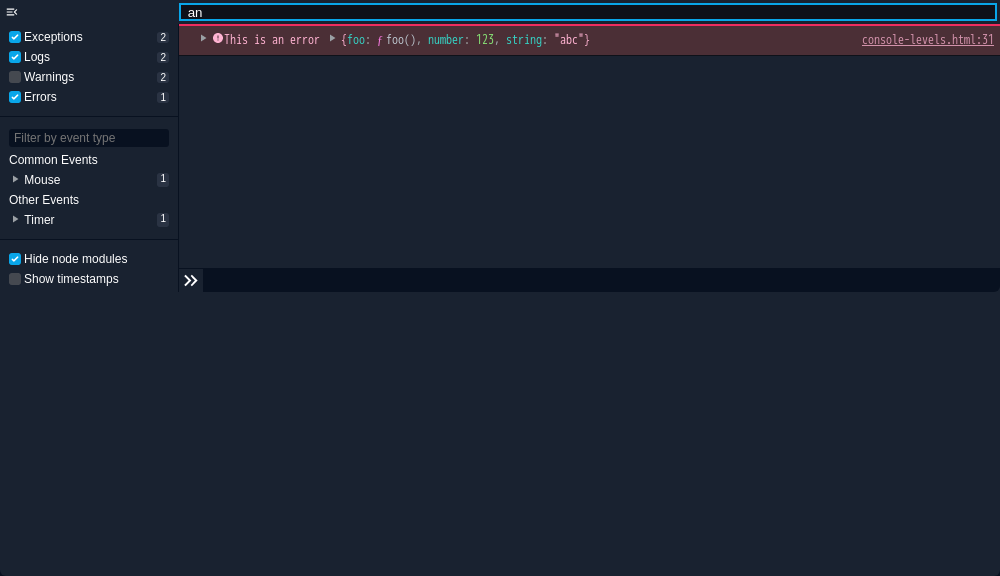 an
Exceptions 2
Logs 2
Warnings 2
Errors 1
This is an error {foo: ƒ foo(), number: 123, string: "abc"} console-levels.html:31
Filter by event type
Common Events
Mouse 1
Other Events
Timer 1
Hide node modules
Show timestamps